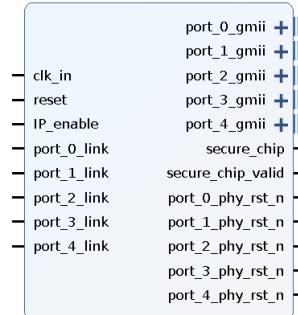 port_0_gmii
port_1_gmii
clk_in port_2_gmii
reset port_3_gmii
IP_enable port_4_gmii
port_0_link secure_chip
port_1_link secure_chip_valid
port_2_link port_0_phy_rst_n
port_3_link port_1_phy_rst_n
port_4_link port_2_phy_rst_n
port_3_phy_rst_n
port_4_phy_rst_n